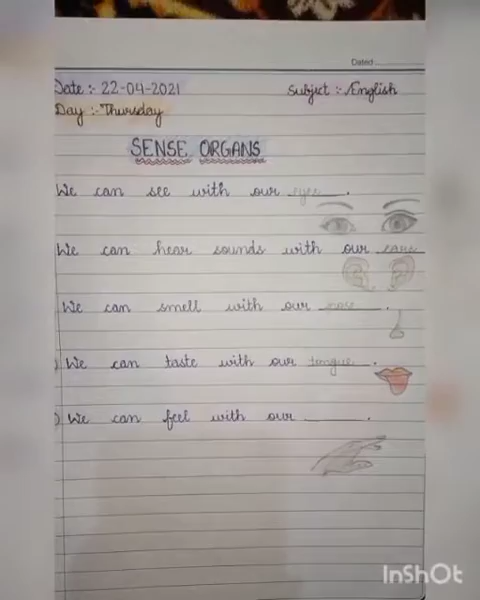 Dated
Date :- 22-04-2021 Subject :- English
Day :- Thursday
SENSE ORGANS
We can see with our eyes.
We can hear sounds with our ears
We can smell with our nose.
) We can taste with our tongue.
) We can feel with our ______.
InShOt